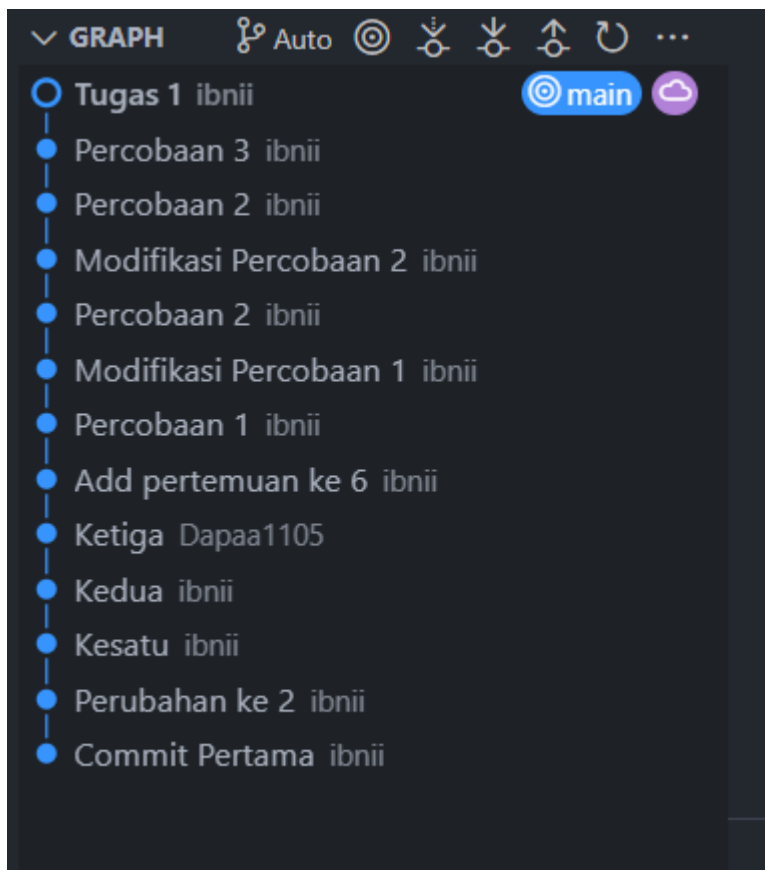 GRAPH Auto
Tugas 1 ibnii main
Percobaan 3 ibnii
Percobaan 2 ibnii
Modifikasi Percobaan 2 ibnii
Percobaan 2 ibnii
Modifikasi Percobaan 1 ibnii
Percobaan 1 ibnii
Add pertemuan ke 6 ibnii
Ketiga Dapaa1105
Kedua ibnii
Kesatu ibnii
Perubahan ke 2 ibnii
Commit Pertama ibnii